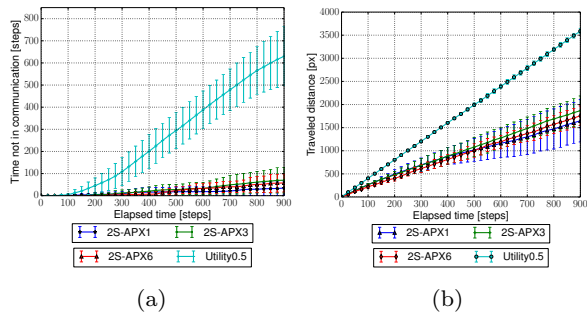 800
700
600
500
400
300
200
100
0
Time not in communication [steps]
0 100 200 300 400 500 600 700 800 900
Elapsed time [steps]
2S-APX1 2S-APX3
2S-APX6 Utility0.5
(a)
4000
3500
3000
2500
2000
1500
1000
500
0
Traveled distance [px]
100 200 300 400 500 600 700 800 900
Elapsed time [steps]
2S-APX1 2S-APX3
2S-APX6 Utility0.5
(b)